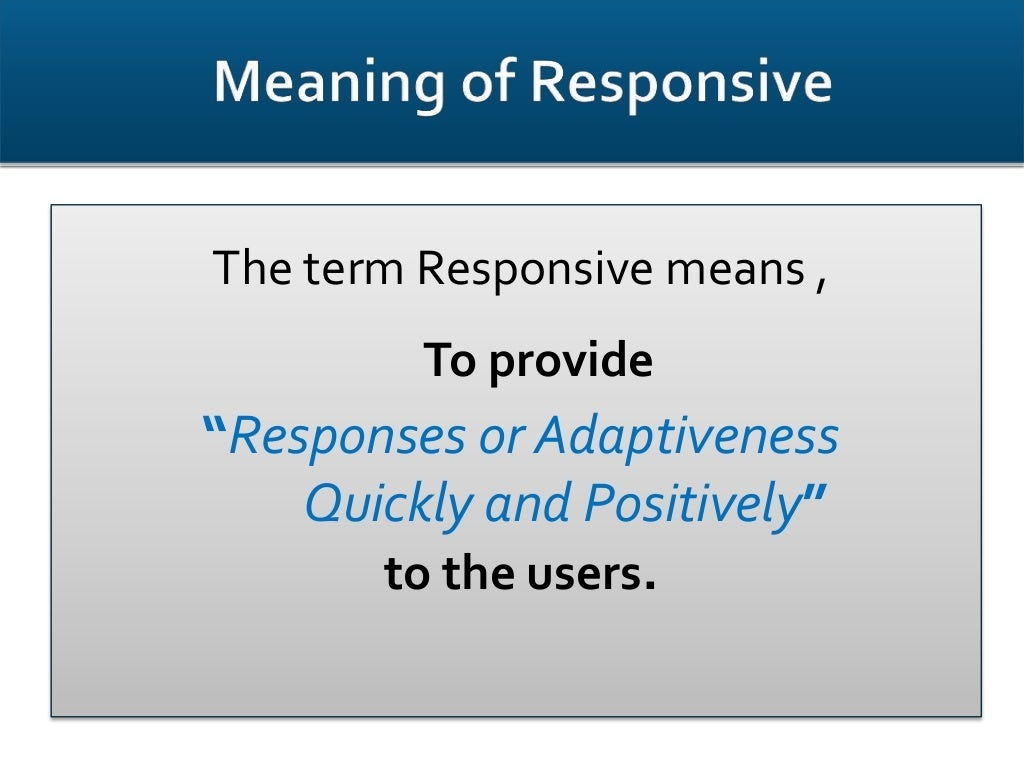 Meaning of Responsive
The term Responsive means ,
To provide
“Responses or Adaptiveness
Quickly and Positively”
to the users.